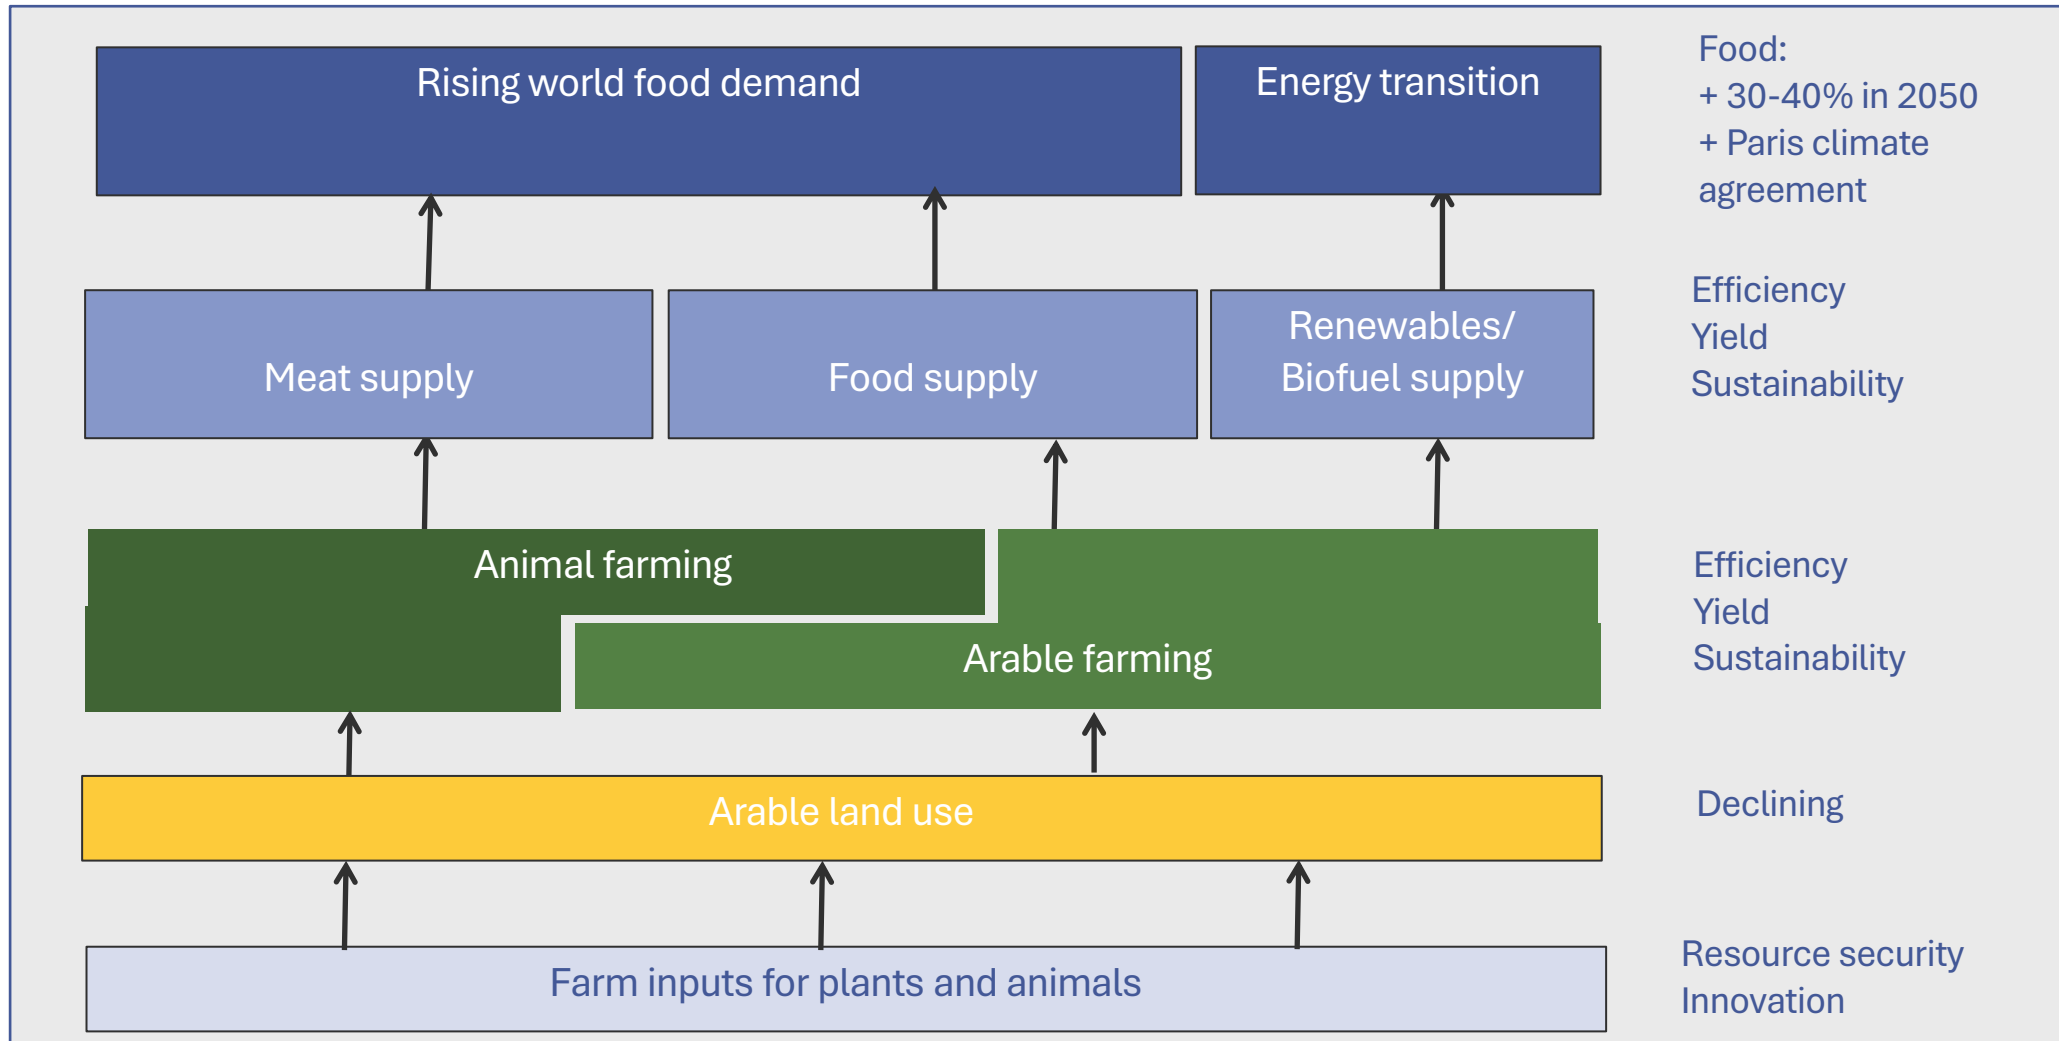 Rising world food demand
Energy transition
Food:
+ 30-40% in 2050
+ Paris climate
agreement
Meat supply
Food supply
Renewables/
Biofuel supply
Efficiency
Yield
Sustainability
Animal farming
Arable farming
Efficiency
Yield
Sustainability
Arable land use
Declining
Farm inputs for plants and animals
Resource security
Innovation